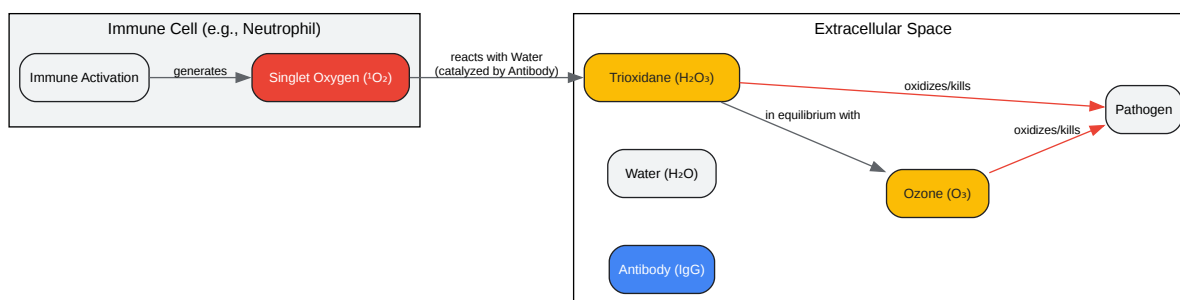 Immune Cell (e.g., Neutrophil)
Immune Activation
generates
Singlet Oxygen (¹O₂)
reacts with Water
(catalyzed by Antibody)
Extracellular Space
Trioxidane (H₂O₃)
oxidizes/kills
Pathogen
in equilibrium with
oxidizes/kills
Water (H₂O)
Ozone (O₃)
Antibody (IgG)